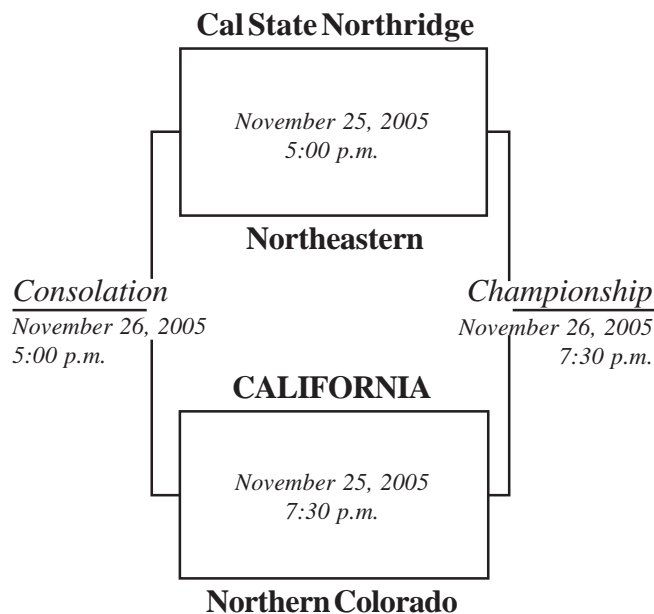 Cal State Northridge
November 25, 2005
5:00 p.m.
Northeastern
Consolation
November 26, 2005
5:00 p.m.
Championship
November 26, 2005
7:30 p.m.
CALIFORNIA
November 25, 2005
7:30 p.m.
Northern Colorado